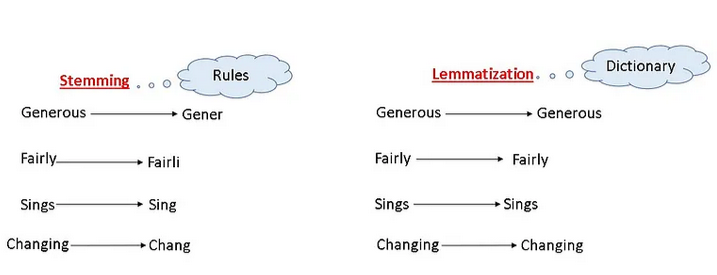 Stemming
Rules
Generous Gener
Fairly Fairli
Sings Sing
Changing Chang
Lemmatization
Dictionary
Generous Generous
Fairly Fairly
Sings Sings
Changing Changing